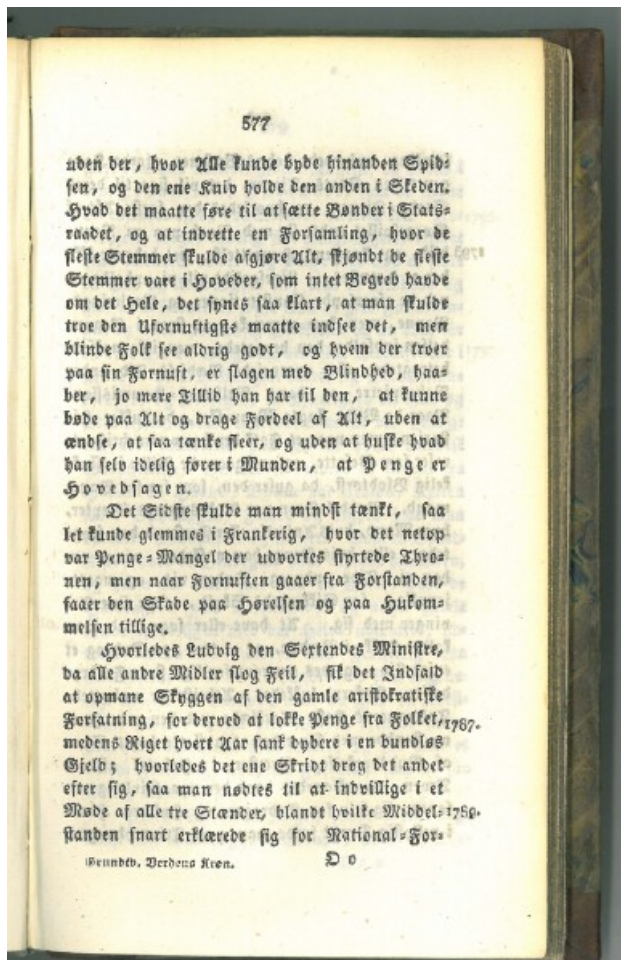 577
uden der, hvor Alle kunde byde hinanden Spid-
sen, og den ene Kniv holde den anden i Skeden.
Hvad det maatte føre til at sætte Bønder i Stats-
raadet, og at indrette en Forsamling, hvor de
fleste Stemmer skulde afgjøre Alt, skjøndt de fleste
Stemmer vare i Hoveder, som intet Begreb havde
om det Hele, det synes saa klart, at man skulde
troe den Ufornuftigste maatte indsee det, men
blinde Folk see aldrig godt, og hvem der troer
paa sin Fornuft, er slagen med Blindhed, haa-
ber, jo mere Tillid han har til den, at kunne
bøde paa Alt og drage Fordeel af Alt, uden at
ændse, at saa tænke fleer, og uden at huske hvad
han selv idelig fører i Munden, at Penge er
Hovedsagen.
Det Sidste skulde man mindst tænkt, saa
let kunde glemmes i Frankerig, hvor det netop
var Penge-Mangel der udvortes styrtede Thro-
nen, men naar Fornuften gaaer fra Forstanden,
faaer den Skade paa Hørelsen og paa Hukom-
melsen tillige.
Hvorledes Ludvig den Sextendes Ministre,
da alle andre Midler slog Feil, fik det Indfald
at opmane Skyggen af den gamle aristokratiske
Forfatning, for derved at lokke Penge fra Folket, 1787.
medens Riget hvert Aar sank dybere i en bundløs
Gjeld; hvorledes det ene Skridt drog det andet
efter sig, saa man nødtes til at indvillige i et
Møde af alle tre Stænder, blandt hvilke Middel- 1789.
standen snart erklærede sig for National-For-
Grundtv. Verdens Krøn. O o